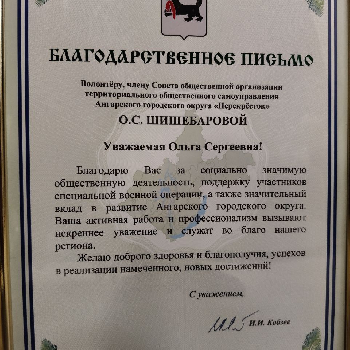 БЛАГОДАРСТВЕННОЕ ПИСЬМО
Волонтёру, члену Совета общественной организации
территориального общественного самоуправления
Ангарского городского округа «Перекрёсток»
О.С. ШИШЕБАРОВОЙ
Уважаемая Ольга Сергеевна!
Благодарю Вас за социально значимую
общественную деятельность, поддержку участников
специальной военной операции, а также значительный
вклад в развитие Ангарского городского округа.
Ваша активная работа и профессионализм вызывают
искреннее уважение и служат во благо нашего
региона.
Желаю доброго здоровья и благополучия, успехов
в реализации намеченного, новых достижений!
С уважением,
И.И. Кобзев